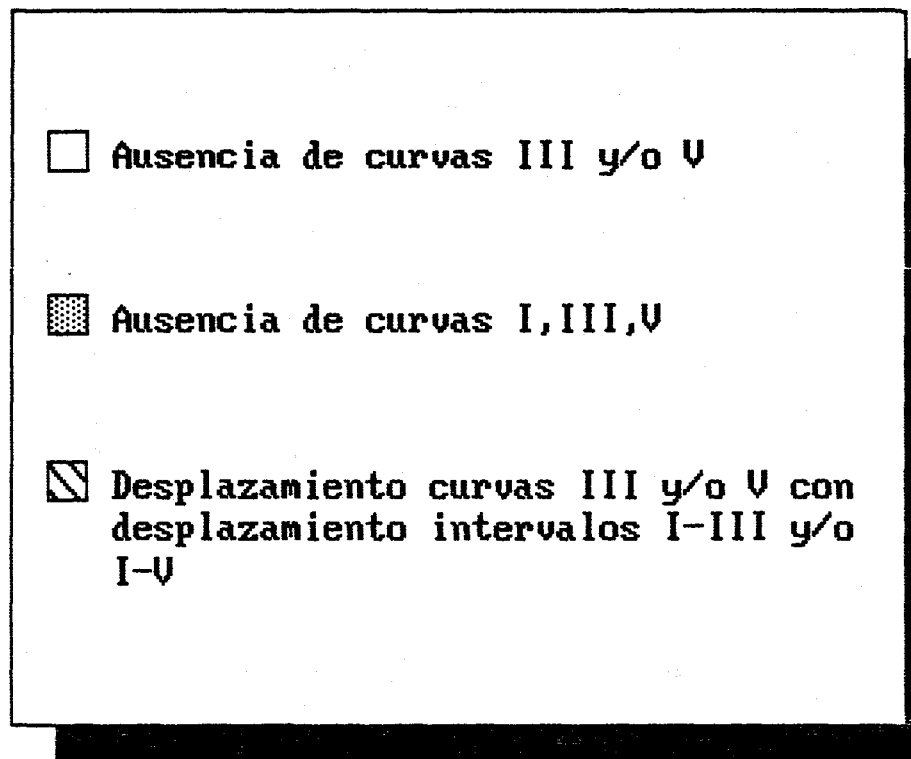 Ausencia de curvas III y/o V
Ausencia de curvas I,III,V
Desplazamiento curvas III y/o V con
desplazamiento intervalos I-III y/o
I-V